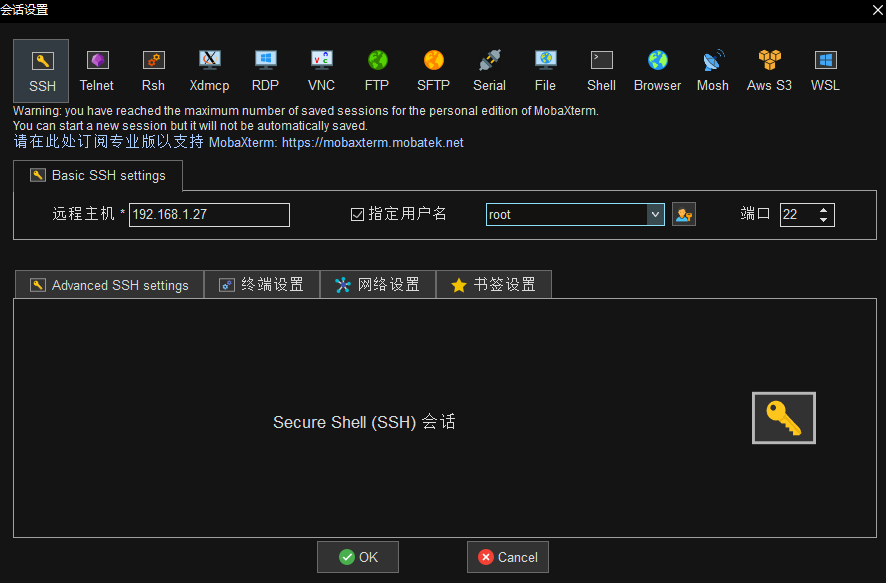 会话设置
SSH Telnet Rsh Xdmcp RDP VNC FTP SFTP Serial File Shell Browser Mosh Aws S3 WSL
Warning: you have reached the maximum number of saved sessions for the personal edition of MobaXterm.
You can start a new session but it will not be automatically saved.
请在此处订阅专业版以支持 MobaXterm: https://mobaxterm.mobatek.net
Basic SSH settings
远程主机 * 192.168.1.27 指定用户名 root 端口 22
Advanced SSH settings 终端设置 网络设置 书签设置
Secure Shell (SSH) 会话
OK Cancel